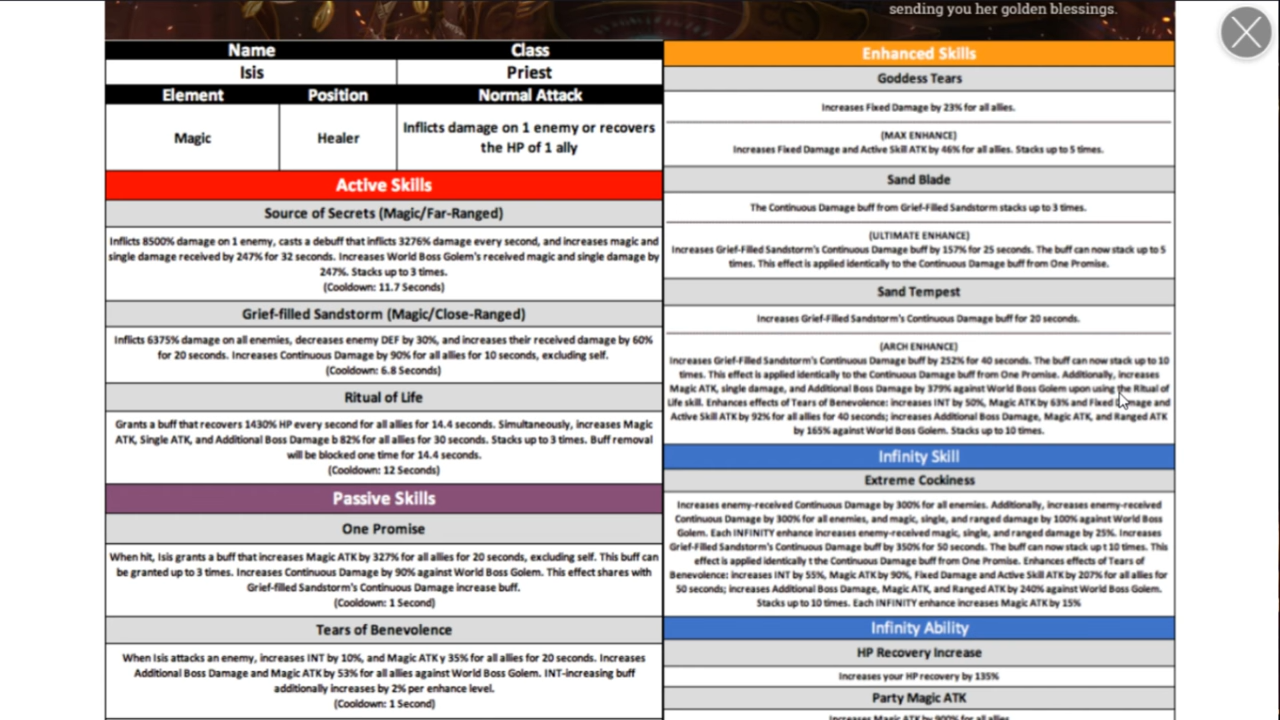 sending you her golden blessings.
Name Class
Isis Priest
Element Position Normal Attack
Magic Healer Inflicts damage on 1 enemy or recovers
the HP of 1 ally
Active Skills
Source of Secrets (Magic/Far-Ranged)
Inflicts 8500% damage on 1 enemy, casts a debuff that inflicts 3276% damage every second, and increases magic and
single damage received by 247% for 32 seconds. Increases World Boss Golem's received magic and single damage by
247%. Stacks up to 3 times.
(Cooldown: 11.7 Seconds)
Grief-filled Sandstorm (Magic/Close-Ranged)
Inflicts 6375% damage on all enemies, decreases enemy DEF by 30%, and increases their received damage by 60%
for 20 seconds. Increases Continuous Damage by 90% for all allies for 10 seconds, excluding self.
(Cooldown: 6.8 Seconds)
Ritual of Life
Grants a buff that recovers 1430% HP every second for all allies for 14.4 seconds. Simultaneously, increases Magic
ATK, Single ATK, and Additional Boss Damage b 82% for all allies for 30 seconds. Stacks up to 3 times. Buff removal
will be blocked one time for 14.4 seconds.
(Cooldown: 12 Seconds)
Passive Skills
One Promise
When hit, Isis grants a buff that increases Magic ATK by 327% for all allies for 20 seconds, excluding self. This buff can
be granted up to 3 times. Increases Continuous Damage by 90% against World Boss Golem. This effect shares with
Grief-filled Sandstorm's Continuous Damage increase buff.
(Cooldown: 1 Second)
Tears of Benevolence
When Isis attacks an enemy, increases INT by 10%, and Magic ATK y 35% for all allies for 20 seconds. Increases
Additional Boss Damage and Magic ATK by 53% for all allies against World Boss Golem. INT-increasing buff
additionally increases by 2% per enhance level.
(Cooldown: 1 Second)
Enhanced Skills
Goddess Tears
Increases Fixed Damage by 23% for all allies.
(MAX ENHANCE)
Increases Fixed Damage and Active Skill ATK by 46% for all allies. Stacks up to 5 times.
Sand Blade
The Continuous Damage buff from Grief-Filled Sandstorm stacks up to 3 times.
(ULTIMATE ENHANCE)
Increases Grief-Filled Sandstorm's Continuous Damage buff by 157% for 25 seconds. The buff can now stack up to 5
times. This effect is applied identically to the Continuous Damage buff from One Promise.
Sand Tempest
Increases Grief-Filled Sandstorm's Continuous Damage buff for 20 seconds.
(ARCH ENHANCE)
Increases Grief-Filled Sandstorm's Continuous Damage buff by 252% for 40 seconds. The buff can now stack up to 10
times. This effect is applied identically to the Continuous Damage buff from One Promise. Additionally, increases
Magic ATK, single damage, and Additional Boss Damage by 379% against World Boss Golem upon using the Ritual of
Life skill. Enhances effects of Tears of Benevolence: increases INT by 50%, Magic ATK by 63% and Fixed Damage and
Active Skill ATK by 92% for all allies for 40 seconds; increases Additional Boss Damage, Magic ATK, and Ranged ATK
by 165% against World Boss Golem. Stacks up to 10 times.
Infinity Skill
Extreme Cockiness
Increases enemy-received Continuous Damage by 300% for all enemies. Additionally, increases enemy-received
Continuous Damage by 300% for all enemies, and magic, single, and ranged damage by 100% against World Boss
Golem. Each INFINITY enhance increases enemy-received magic, single, and ranged damage by 25%. Increases
Grief-Filled Sandstorm's Continuous Damage buff by 350% for 50 seconds. The buff can now stack up t 10 times. This
effect is applied identically t the Continuous Damage buff from One Promise. Enhances effects of Tears of
Benevolence: increases INT by 55%, Magic ATK by 90%, Fixed Damage and Active Skill ATK by 207% for all allies for
50 seconds; increases Additional Boss Damage, Magic ATK, and Ranged ATK by 240% against World Boss Golem.
Stacks up to 10 times. Each INFINITY enhance increases Magic ATK by 15%
Infinity Ability
HP Recovery Increase
Increases your HP recovery by 135%
Party Magic ATK
Increases Magic ATK by 900% for all allies